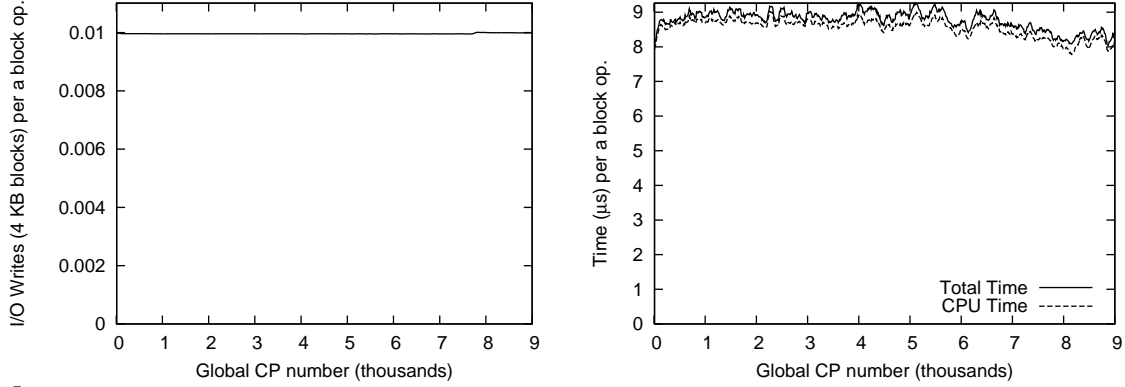 I/O Writes (4 KB blocks) per a block op.
0.01
0.008
0.006
0.004
0.002
0
0 1 2 3 4 5 6 7 8 9
Global CP number (thousands)
Time (µs) per a block op.
9
8
7
6
5
4
3
2
1
0
Total Time
CPU Time
0 1 2 3 4 5 6 7 8 9
Global CP number (thousands)